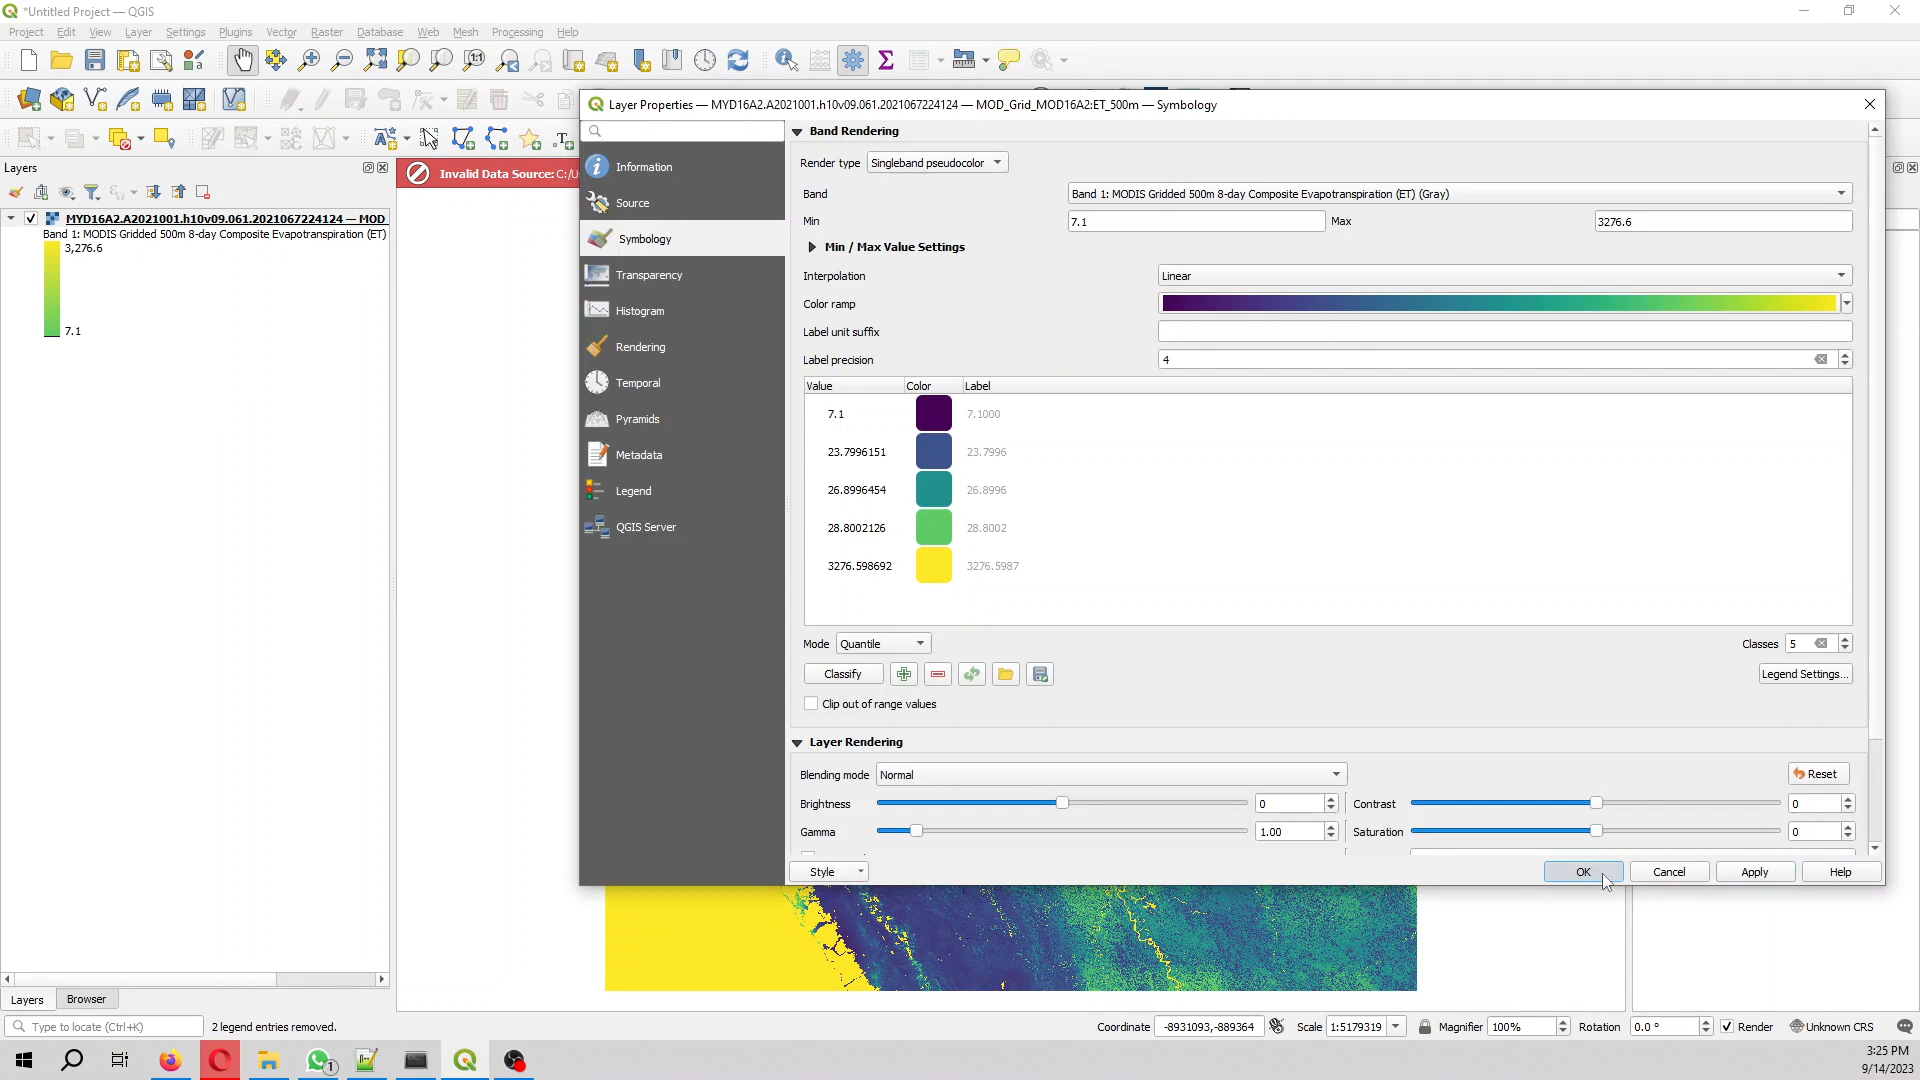 *Untitled Project — QGIS
Project Edit View Layer Settings Plugins Vector Raster Database Web Mesh Processing Help
Layer Properties — MYD16A2.A2021001.h10v09.061.2021067224124 — MOD_Grid_MOD16A2:ET_500m — Symbology
Layers
Invalid Data Source: C:/U
MYD16A2.A2021001.h10v09.061.2021067224124 — MOD
Band 1: MODIS Gridded 500m 8-day Composite Evapotranspiration (ET)
3,276.6
7.1
Information
Source
Symbology
Transparency
Histogram
Rendering
Temporal
Pyramids
Metadata
Legend
QGIS Server
Band Rendering
Render type Singleband pseudocolor
Band Band 1: MODIS Gridded 500m 8-day Composite Evapotranspiration (ET) (Gray)
Min 7.1 Max 3276.6
Min / Max Value Settings
Interpolation Linear
Color ramp
Label unit suffix
Label precision 4
Value Color Label
7.1 7.1000
23.7996151 23.7996
26.8996454 26.8996
28.8002126 28.8002
3276.598692 3276.5987
Mode Quantile Classes 5
Classify Legend Settings...
Clip out of range values
Layer Rendering
Blending mode Normal Reset
Brightness 0 Contrast 0
Gamma 1.00 Saturation 0
Style OK Cancel Apply Help
Layers Browser
Type to locate (Ctrl+K) 2 legend entries removed. Coordinate -8931093,-889364 Scale 1:5179319 Magnifier 100% Rotation 0.0 ° Render Unknown CRS
1
3:25 PM
9/14/2023